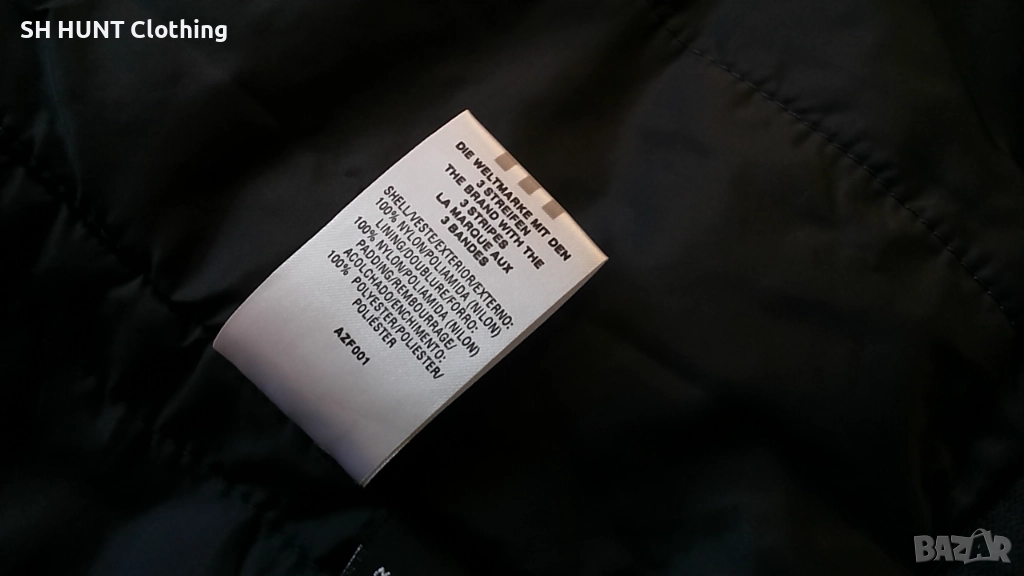 SH HUNT Clothing
DIE WELTMARKE MIT DEN
3 STREIFEN
THE BRAND WITH THE
3 STRIPES
LA MARQUE AUX
3 BANDES
SHELL/VESTE/EXTERIOR/EXTERNO:
100% NYLON/POLIAMIDA (NILON)
LINING/DOUBLURE/FORRO:
100% NYLON/POLIAMIDA (NILON)
PADDING/REMBOURRAGE/
ACOLCHADO/ENCHIMENTO:
100% POLYESTER/POLIESTER/
POLIESTER
AZF001
BAZAR